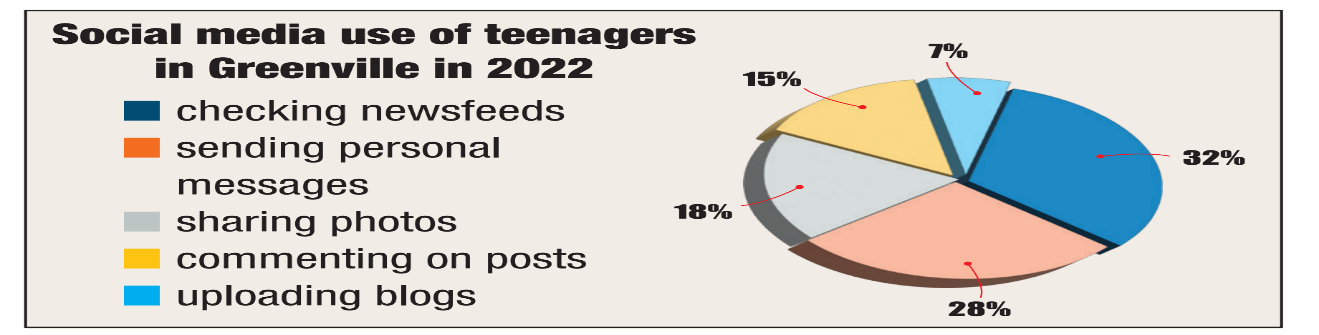 Social media use of teenagers
in Greenville in 2022
checking newsfeeds
sending personal
messages
sharing photos
commenting on posts
uploading blogs
7%
15%
32%
18%
28%